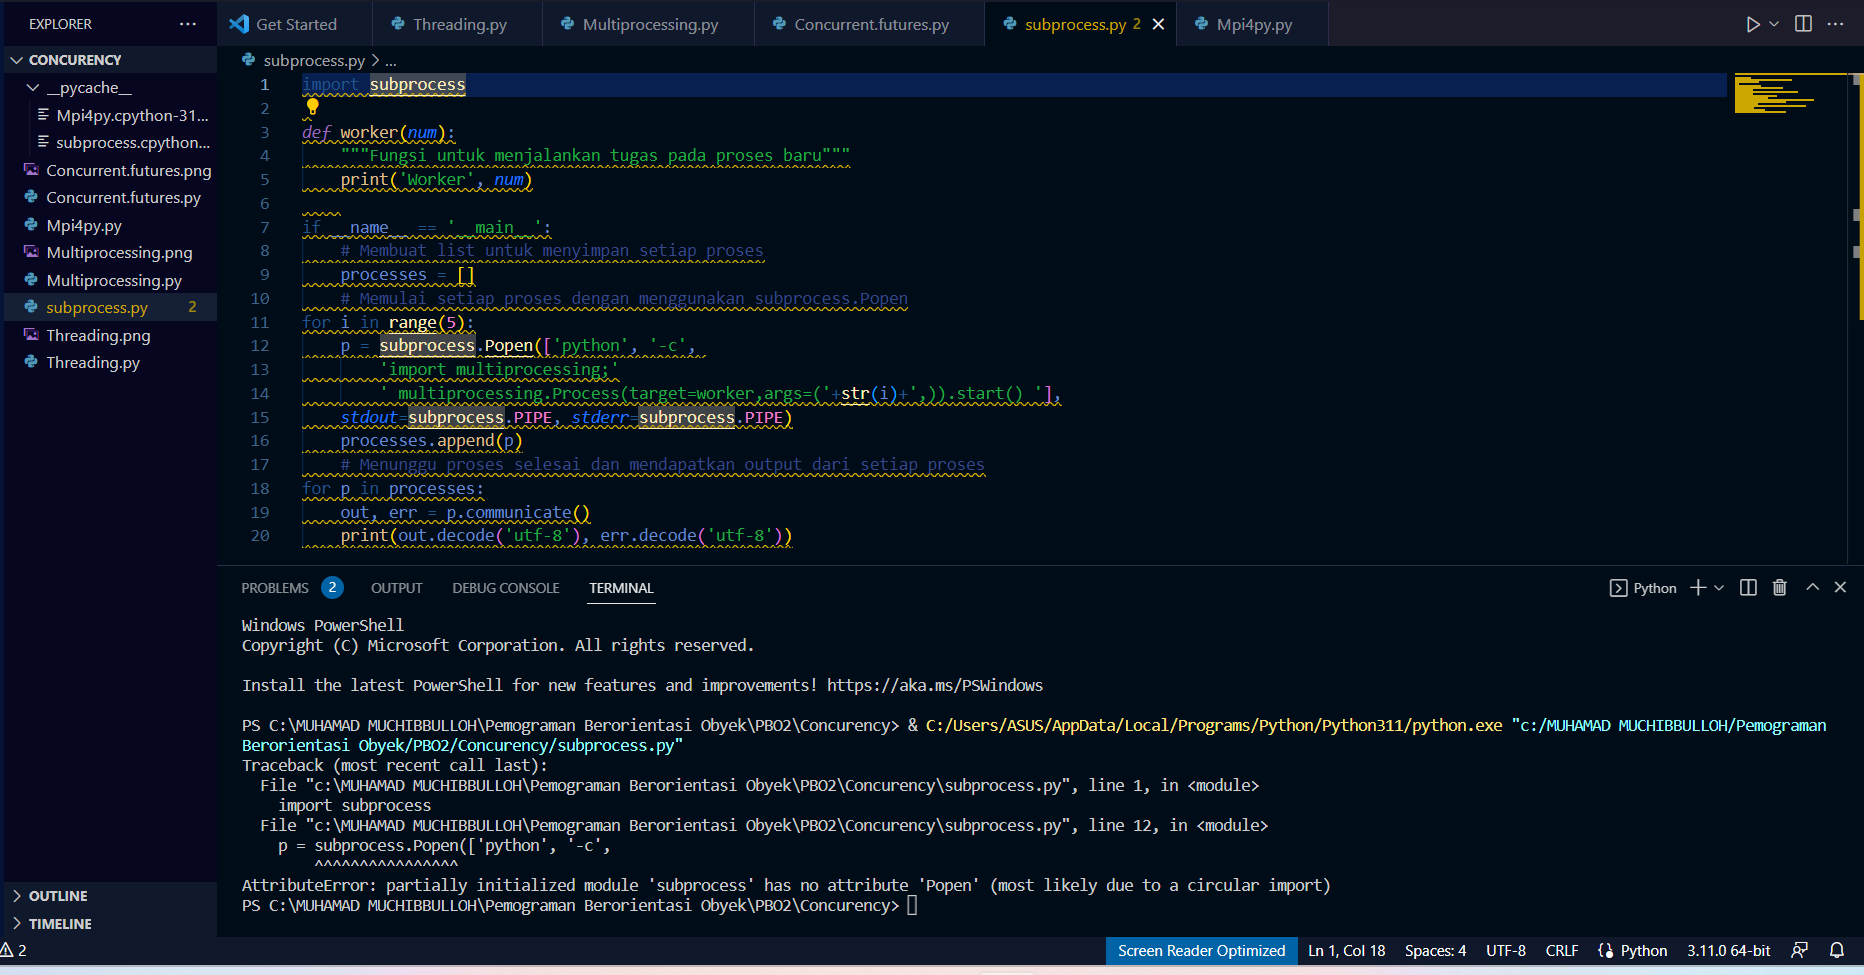 EXPLORER ...
Get Started
Threading.py
Multiprocessing.py
Concurrent.futures.py
subprocess.py 2
Mpi4py.py
CONCURENCY
__pycache__
Mpi4py.cpython-31...
subprocess.cpython...
Concurrent.futures.png
Concurrent.futures.py
Mpi4py.py
Multiprocessing.png
Multiprocessing.py
subprocess.py 2
Threading.png
Threading.py
OUTLINE
TIMELINE
subprocess.py > ...
1 import subprocess
2
3 def worker(num):
4     """Fungsi untuk menjalankan tugas pada proses baru"""
5     print('Worker', num)
6
7 if __name__ == '__main__':
8     # Membuat list untuk menyimpan setiap proses
9     processes = []
10     # Memulai setiap proses dengan menggunakan subprocess.Popen
11 for i in range(5):
12     p = subprocess.Popen(['python', '-c',
13         'import multiprocessing;'
14         ' multiprocessing.Process(target=worker,args=('+str(i)+',)).start() '],
15     stdout=subprocess.PIPE, stderr=subprocess.PIPE)
16     processes.append(p)
17     # Menunggu proses selesai dan mendapatkan output dari setiap proses
18 for p in processes:
19     out, err = p.communicate()
20     print(out.decode('utf-8'), err.decode('utf-8'))
PROBLEMS 2 OUTPUT DEBUG CONSOLE TERMINAL Python
Windows PowerShell
Copyright (C) Microsoft Corporation. All rights reserved.
Install the latest PowerShell for new features and improvements! https://aka.ms/PSWindows
PS C:\MUHAMAD MUCHIBBULLOH\Pemograman Berorientasi Obyek\PBO2\Concurency> & C:/Users/ASUS/AppData/Local/Programs/Python/Python311/python.exe "c:/MUHAMAD MUCHIBBULLOH/Pemograman
Berorientasi Obyek/PBO2/Concurency/subprocess.py"
Traceback (most recent call last):
  File "c:\MUHAMAD MUCHIBBULLOH\Pemograman Berorientasi Obyek\PBO2\Concurency\subprocess.py", line 1, in <module>
    import subprocess
  File "c:\MUHAMAD MUCHIBBULLOH\Pemograman Berorientasi Obyek\PBO2\Concurency\subprocess.py", line 12, in <module>
    p = subprocess.Popen(['python', '-c',
        ^^^^^^^^^^^^^^^^
AttributeError: partially initialized module 'subprocess' has no attribute 'Popen' (most likely due to a circular import)
PS C:\MUHAMAD MUCHIBBULLOH\Pemograman Berorientasi Obyek\PBO2\Concurency>
2 Screen Reader Optimized Ln 1, Col 18 Spaces: 4 UTF-8 CRLF Python 3.11.0 64-bit